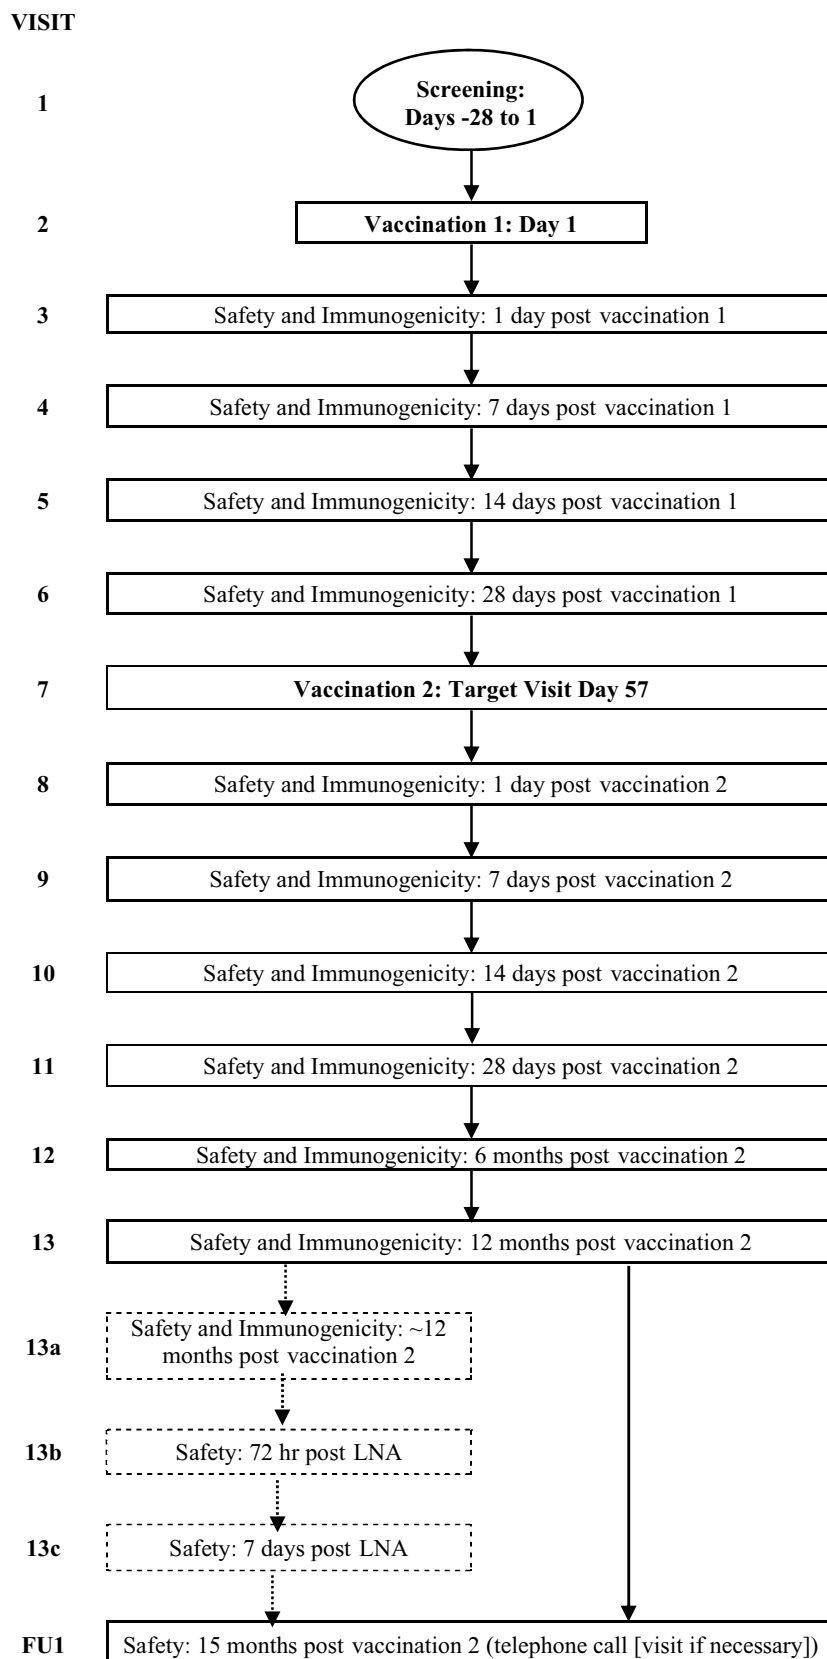 VISIT
1
Screening:
Days -28 to 1
2
Vaccination 1: Day 1
3
Safety and Immunogenicity: 1 day post vaccination 1
4
Safety and Immunogenicity: 7 days post vaccination 1
5
Safety and Immunogenicity: 14 days post vaccination 1
6
Safety and Immunogenicity: 28 days post vaccination 1
7
Vaccination 2: Target Visit Day 57
8
Safety and Immunogenicity: 1 day post vaccination 2
9
Safety and Immunogenicity: 7 days post vaccination 2
10
Safety and Immunogenicity: 14 days post vaccination 2
11
Safety and Immunogenicity: 28 days post vaccination 2
12
Safety and Immunogenicity: 6 months post vaccination 2
13
Safety and Immunogenicity: 12 months post vaccination 2
13a
Safety and Immunogenicity: ~12
months post vaccination 2
13b
Safety: 72 hr post LNA
13c
Safety: 7 days post LNA
FU1
Safety: 15 months post vaccination 2 (telephone call [visit if necessary])